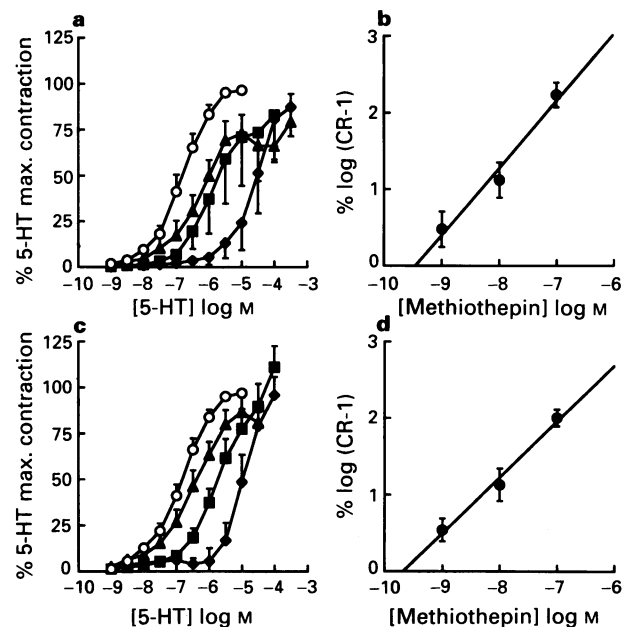 a
125
100
75
50
25
0
% 5-HT max. contraction
−10 −9 −8 −7 −6 −5 −4 −3
[5-HT] log M
b
3
2
1
0
% log (CR-1)
−10 −9 −8 −7 −6
[Methiothepin] log M
c
125
100
75
50
25
0
% 5-HT max. contraction
−10 −9 −8 −7 −6 −5 −4 −3
[5-HT] log M
d
3
2
1
0
% log (CR-1)
−10 −9 −8 −7 −6
[Methiothepin] log M